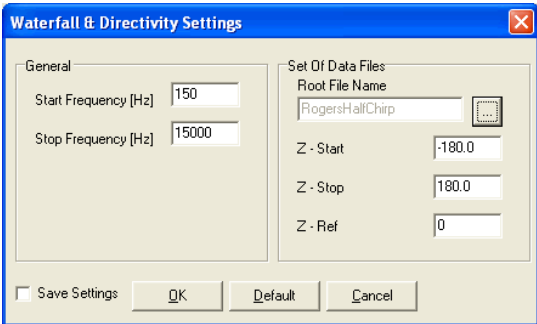 Waterfall & Directivity Settings
General
Start Frequency [Hz] 150
Stop Frequency [Hz] 15000
Set Of Data Files
Root File Name
RogersHalfChirp ...
Z - Start -180.0
Z - Stop 180.0
Z - Ref 0
Save Settings OK Default Cancel